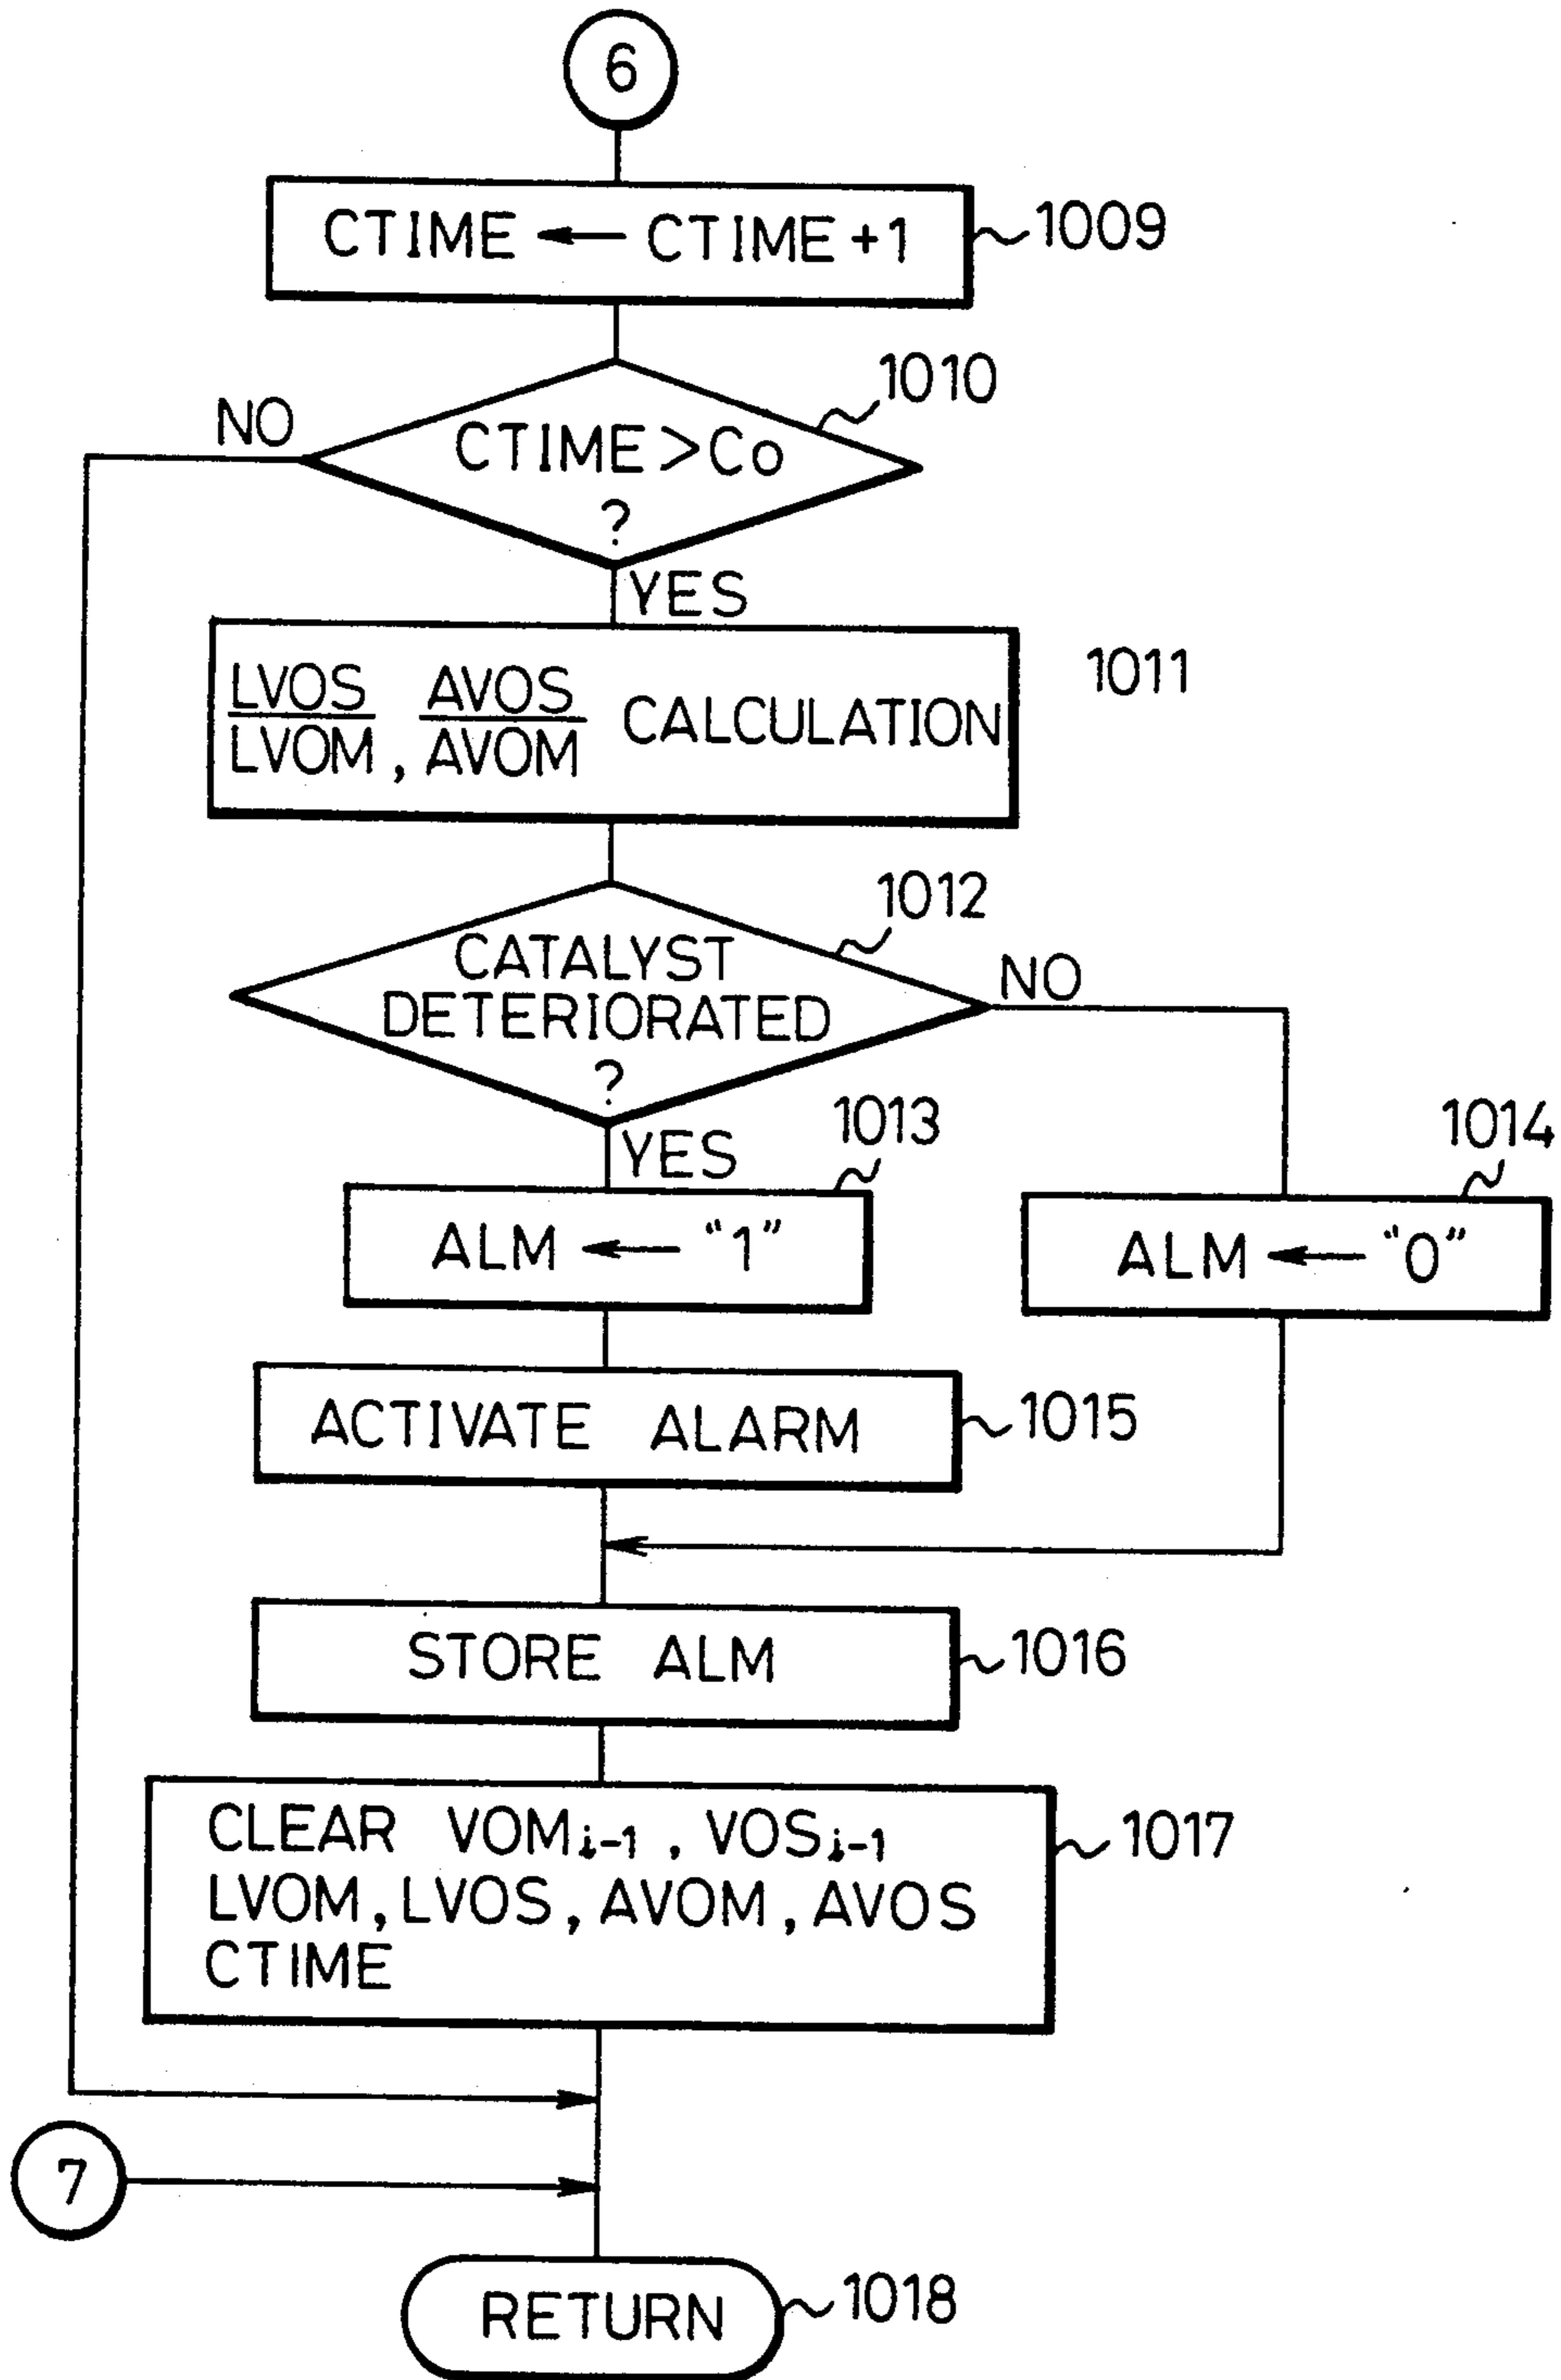 6
CTIME ← CTIME +1
1009
1010
NO
CTIME > Co
?
YES
1011
LVOS AVOS
LVOM , AVOM
CALCULATION
1012
CATALYST
DETERIORATED
?
NO
YES
1013
1014
ALM ← "1"
ALM ← "0"
ACTIVATE ALARM
1015
STORE ALM
1016
CLEAR VOMi-1 , VOSi-1
LVOM , LVOS , AVOM , AVOS
CTIME
1017
7
RETURN
1018